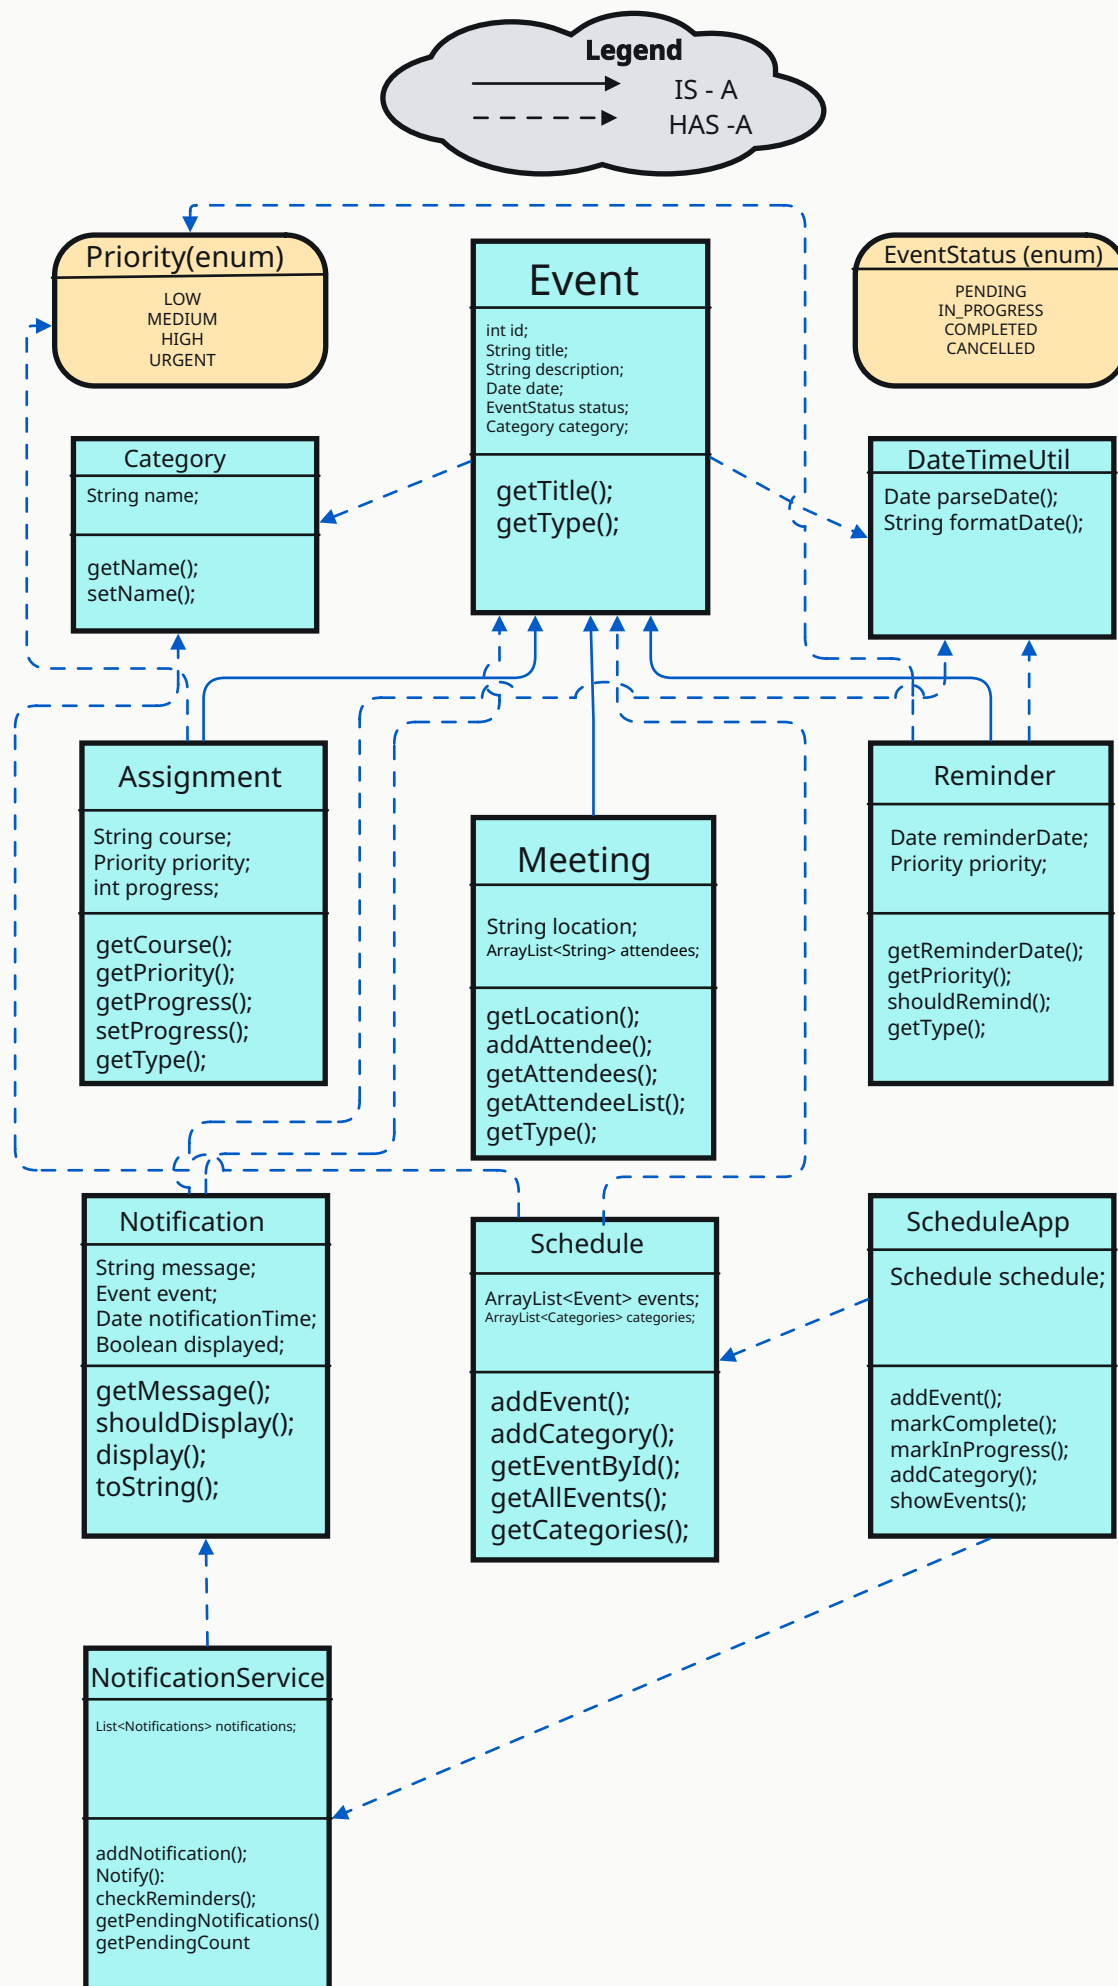 Legend
IS - A
HAS -A
Priority(enum)
LOW
MEDIUM
HIGH
URGENT
Event
int id;
String title;
String description;
Date date;
EventStatus status;
Category category;
getTitle();
getType();
EventStatus (enum)
PENDING
IN_PROGRESS
COMPLETED
CANCELLED
Category
String name;
getName();
setName();
DateTimeUtil
Date parseDate();
String formatDate();
Assignment
String course;
Priority priority;
int progress;
getCourse();
getPriority();
getProgress();
setProgress();
getType();
Meeting
String location;
ArrayList<String> attendees;
getLocation();
addAttendee();
getAttendees();
getAttendeeList();
getType();
Reminder
Date reminderDate;
Priority priority;
getReminderDate();
getPriority();
shouldRemind();
getType();
Notification
String message;
Event event;
Date notificationTime;
Boolean displayed;
getMessage();
shouldDisplay();
display();
toString();
Schedule
ArrayList<Event> events;
ArrayList<Categories> categories;
addEvent();
addCategory();
getEventById();
getAllEvents();
getCategories();
ScheduleApp
Schedule schedule;
addEvent();
markComplete();
markInProgress();
addCategory();
showEvents();
NotificationService
List<Notifications> notifications;
addNotification();
Notify():
checkReminders();
getPendingNotifications()
getPendingCount